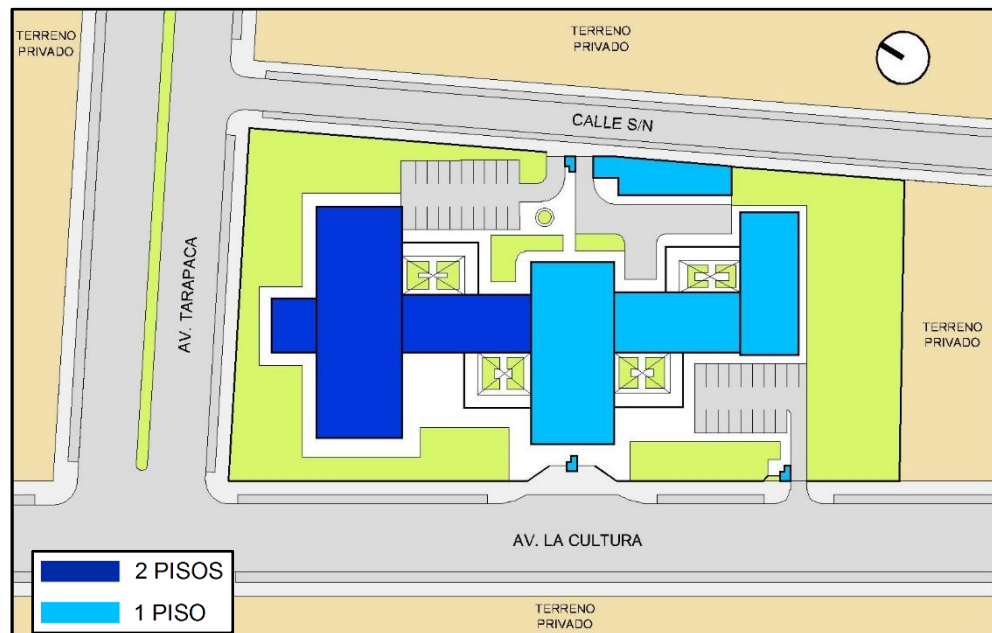 TERRENO
PRIVADO
TERRENO
PRIVADO
CALLE S/N
AV. TARAPACA
TERRENO
PRIVADO
AV. LA CULTURA
2 PISOS
1 PISO
TERRENO
PRIVADO